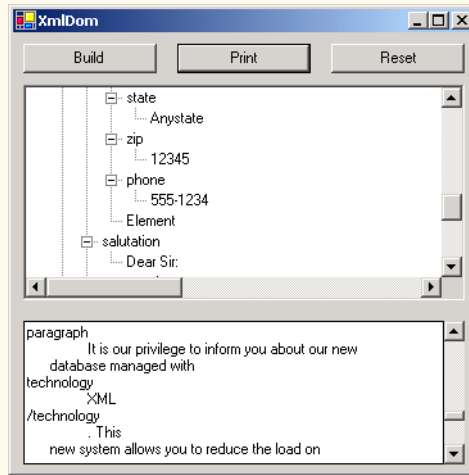 XmlDom
Build Print Reset
state
Anystate
zip
12345
phone
555-1234
Element
salutation
Dear Sir:
paragraph
It is our privilege to inform you about our new
database managed with
technology
XML
/technology
. This
new system allows you to reduce the load on